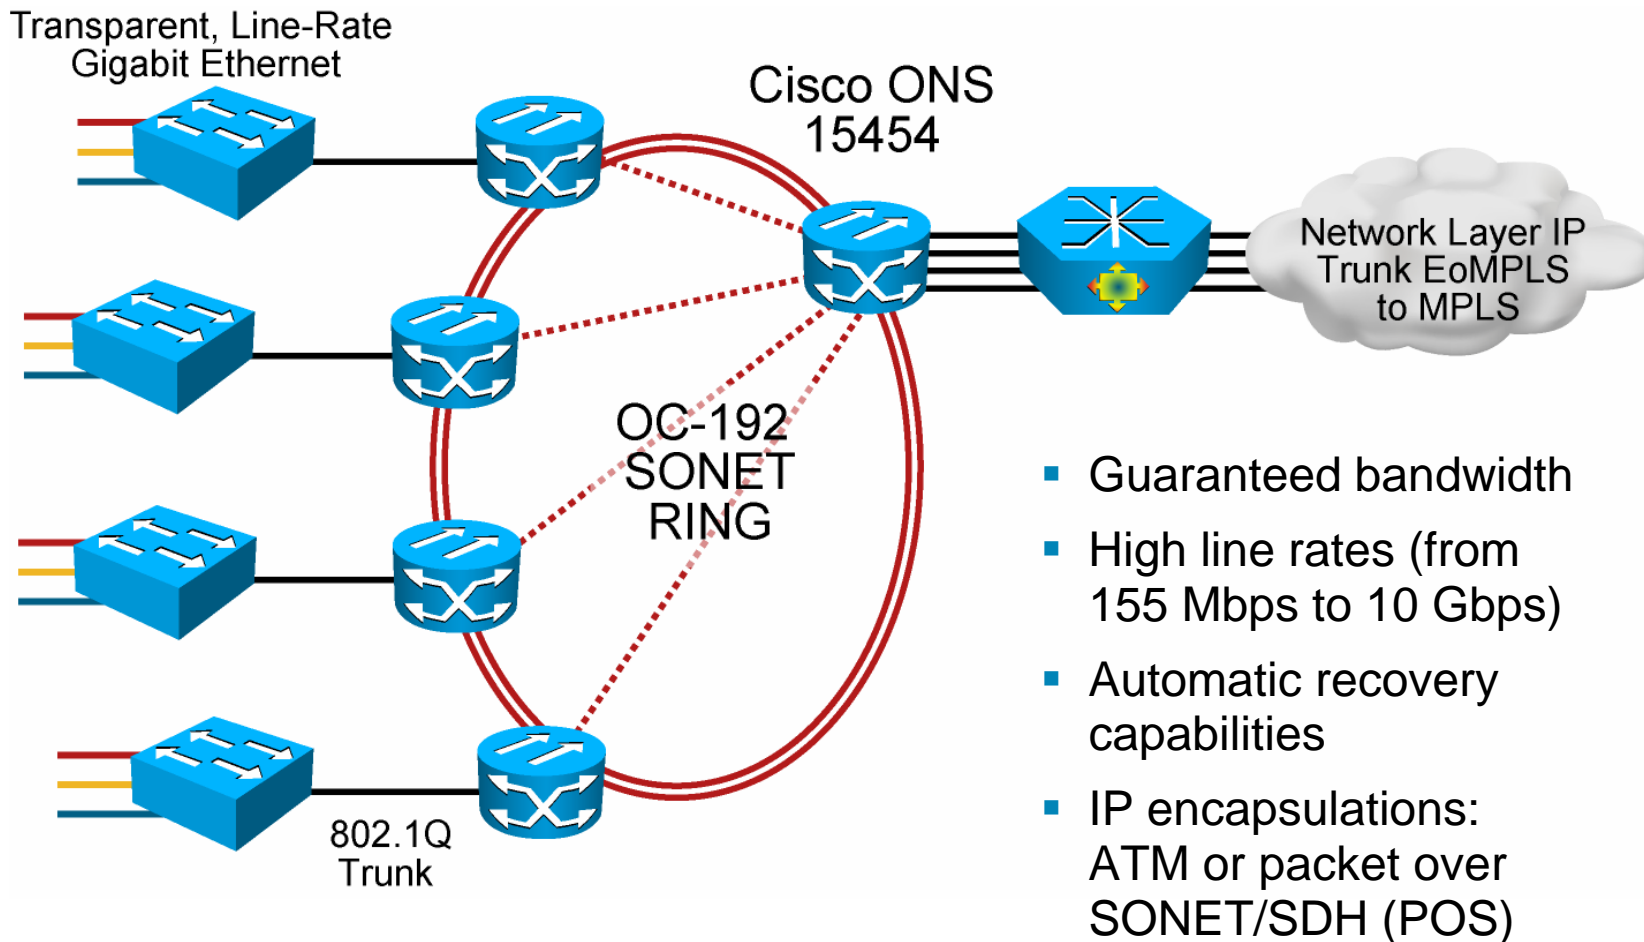 Transparent, Line-Rate
Gigabit Ethernet
Cisco ONS
15454
Network Layer IP
Trunk EoMPLS
to MPLS
OC-192
SONET
RING
802.1Q
Trunk
▪ Guaranteed bandwidth
▪ High line rates (from
155 Mbps to 10 Gbps)
▪ Automatic recovery
capabilities
▪ IP encapsulations:
ATM or packet over
SONET/SDH (POS)